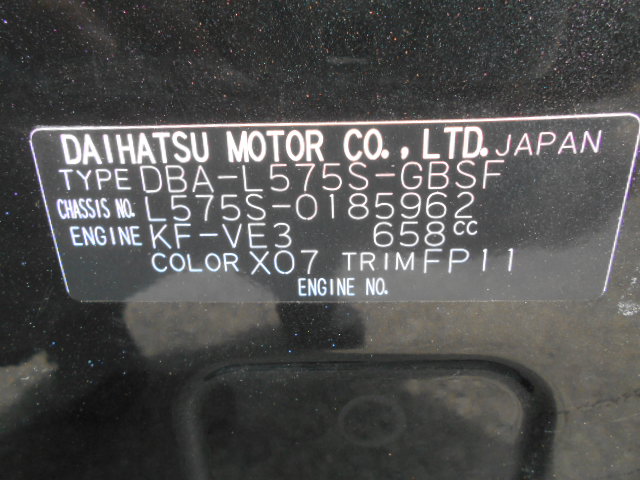 DAIHATSU MOTOR CO.,LTD. JAPAN
TYPE DBA-L575S-GBSF
CHASSIS NO. L575S-0185962
ENGINE KF-VE3 658cc
COLOR X07 TRIM FP11
ENGINE NO.